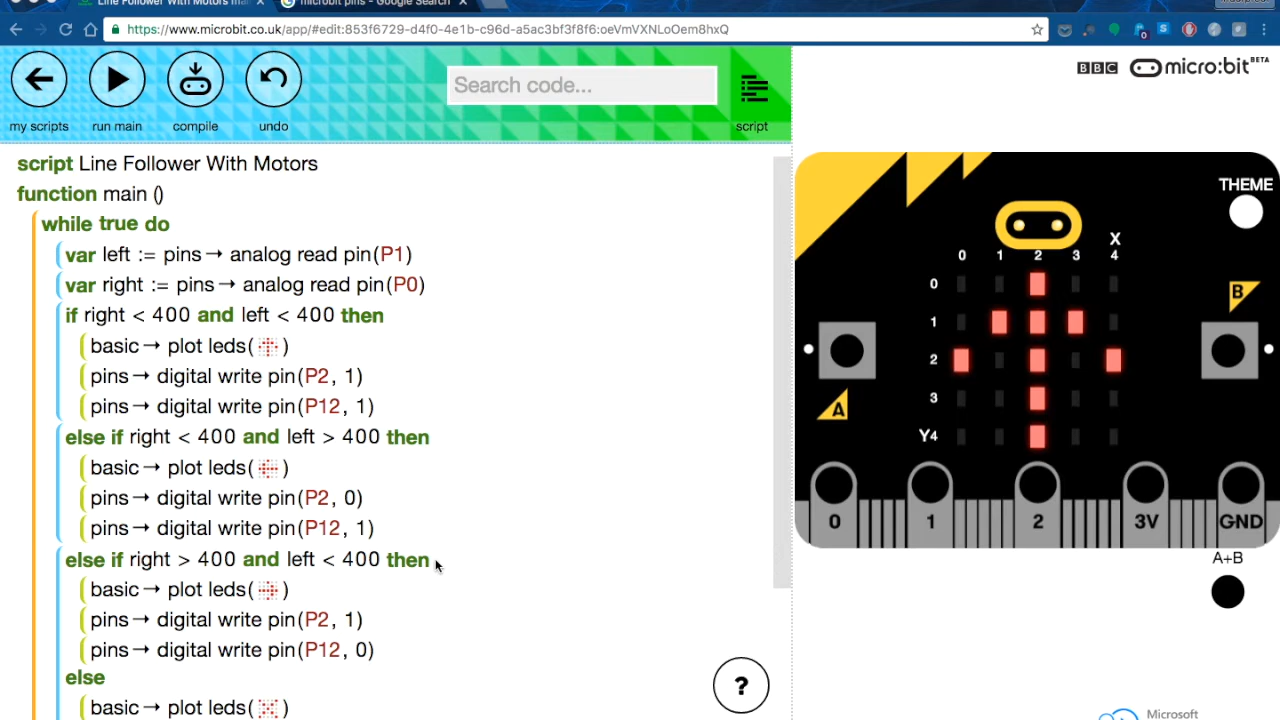 Line Follower With Motors
microbit pins - Google Search
https://www.microbit.co.uk/app/#edit:853f6729-d4f0-4e1b-c96d-a5ac3bf3f8f6:oeVmVXNLoOem8hxQ
0
my scripts
run main
compile
undo
Search code...
script
BBC micro:bit BETA
script Line Follower With Motors
function main ()
while true do
var left := pins → analog read pin(P1)
var right := pins → analog read pin(P0)
if right < 400 and left < 400 then
basic → plot leds( )
pins → digital write pin(P2, 1)
pins → digital write pin(P12, 1)
else if right < 400 and left > 400 then
basic → plot leds( )
pins → digital write pin(P2, 0)
pins → digital write pin(P12, 1)
else if right > 400 and left < 400 then
basic → plot leds( )
pins → digital write pin(P2, 1)
pins → digital write pin(P12, 0)
else
basic → plot leds( )
?
THEME
X
0 1 2 3 4
0
1
2
3
Y4
A
B
0 1 2 3V GND
A+B
Microsoft